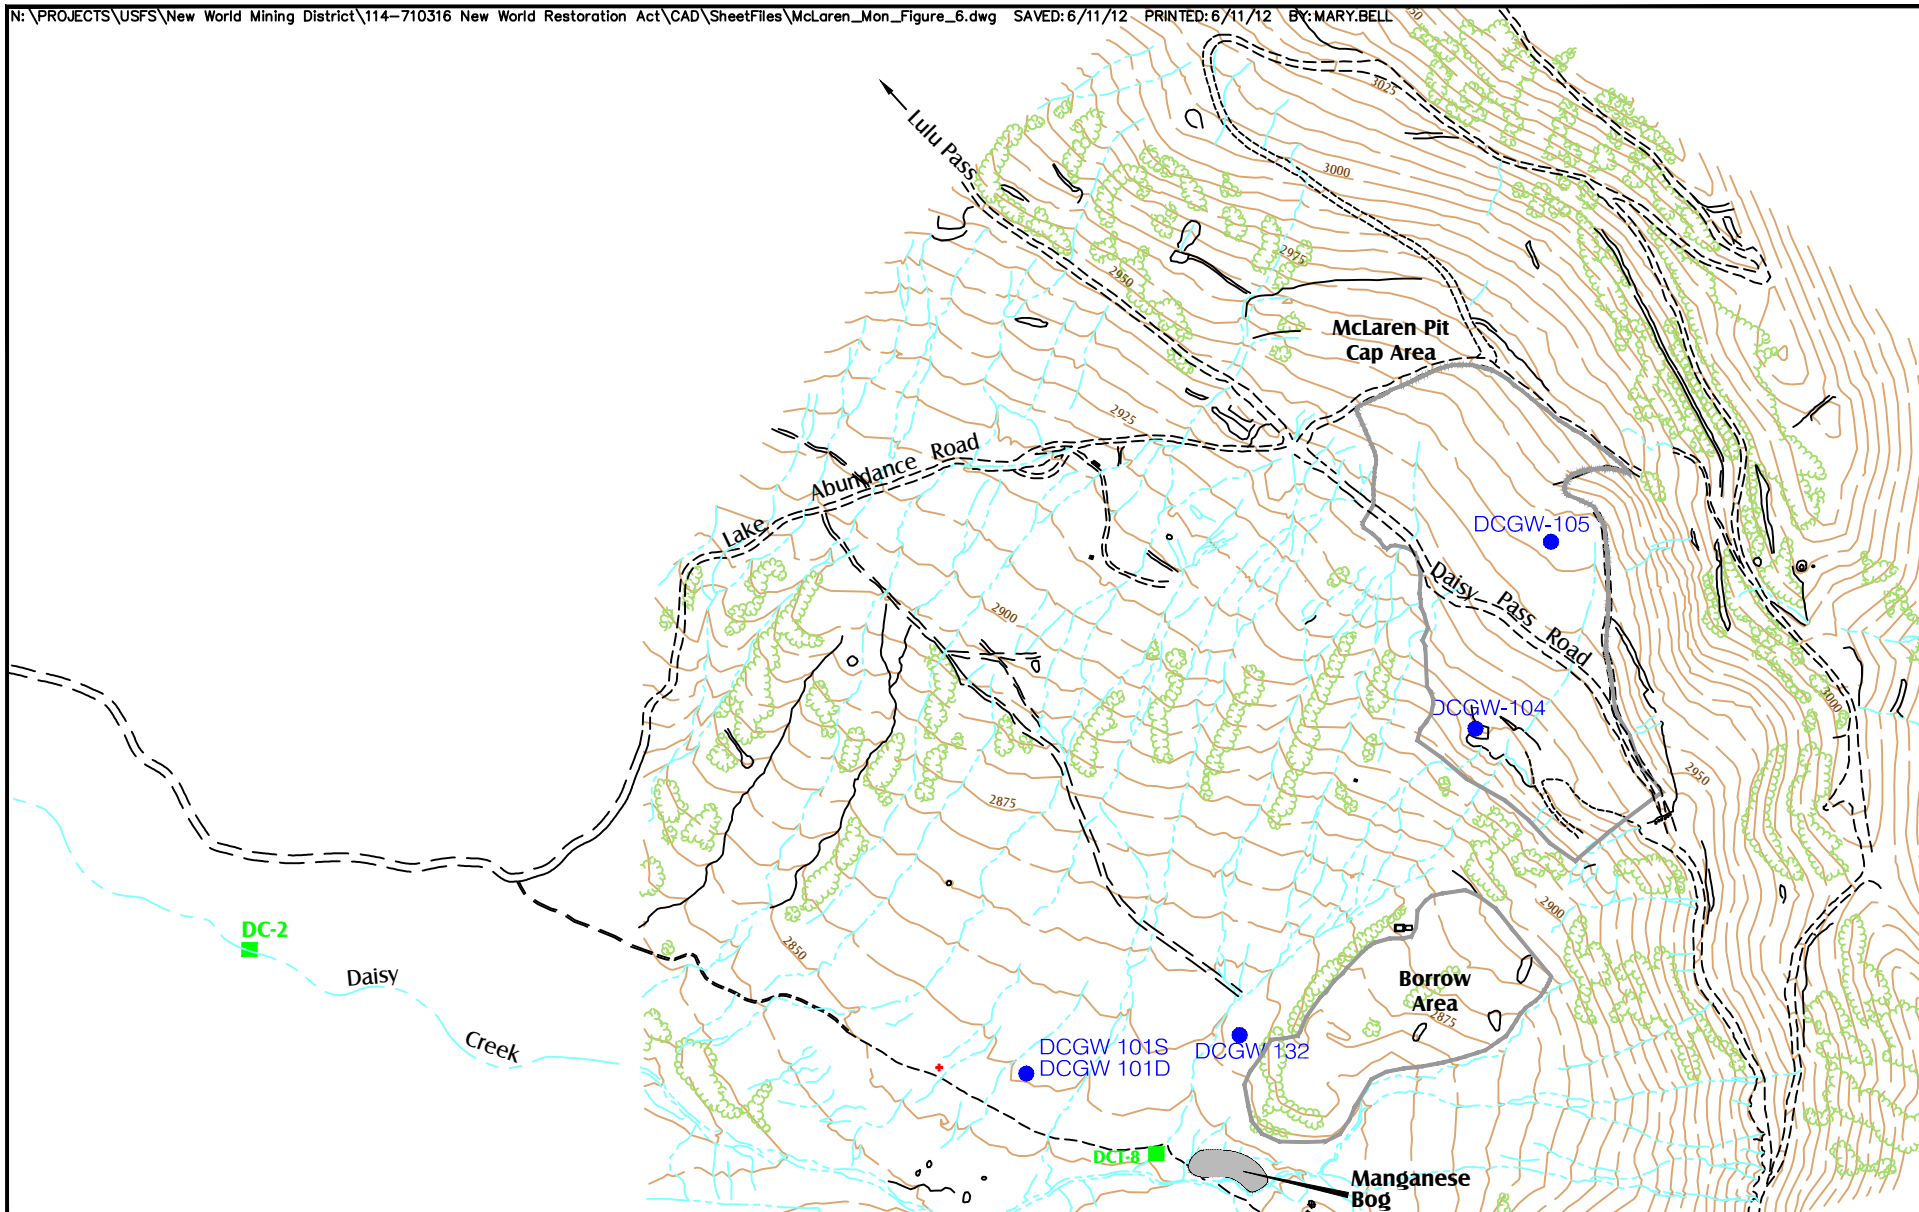 N: \PROJECTS\USFS\New World Mining District\114-710316 New World Restoration Act\CAD\SheetFiles\McLaren_Mon_Figure_6.dwg SAVED: 6/11/12 PRINTED: 6/11/12 BY: MARY.BELL
3025
Lulu Pass
3000
2975
2950
McLaren Pit
Cap Area
2925
Lake Abundance Road
DCGW-105
Daisy Pass Road
2900
3000
DCGW-104
2950
2875
2900
DC-2
2850
Daisy Creek
Borrow
Area
2875
DCGW 101S
DCGW 101D
DCGW 132
DCT-8
Manganese
Bog